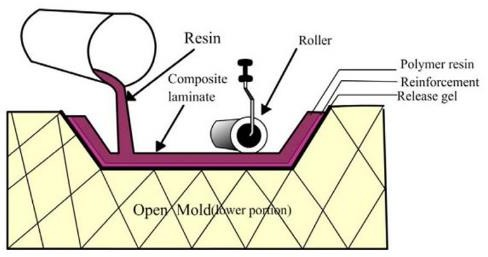 Resin
Roller
Composite
laminate
Polymer resin
Reinforcement
Release gel
Open Mold(lower portion)